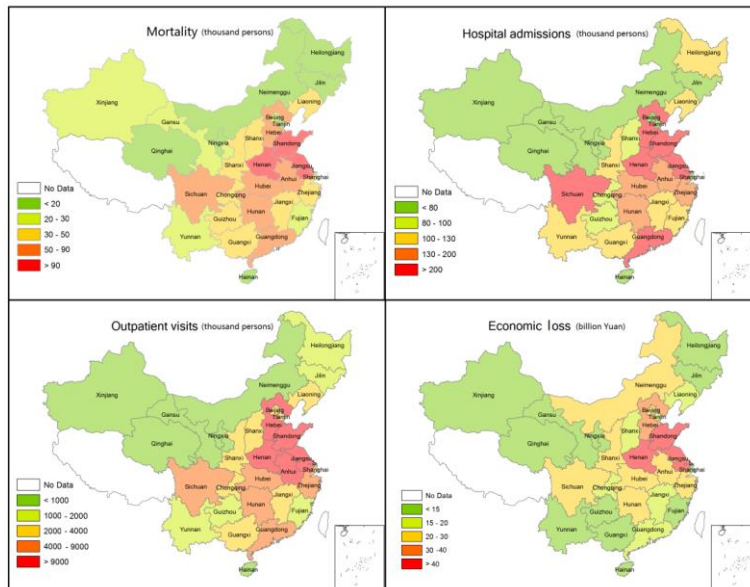 Mortality (thousand persons)
Heilongjiang
Jilin
Xinjiang
Neimenggu
Liaoning
Gansu
Beijing
Tianjin
Hebei
Ningxia
Shanxi
Shandong
Qinghai
Shanxi
Henan
Jiangsu
Shanghai
Anhui
Sichuan
Chongqing
Hubei
Zhejiang
Hunan
Jiangxi
Guizhou
Fujian
Yunnan
Guangxi
Guangdong
Hainan
No Data
< 20
20 - 30
30 - 50
50 - 90
> 90
Hospital admissions (thousand persons)
Heilongjiang
Jilin
Xinjiang
Neimenggu
Liaoning
Gansu
Beijing
Tianjin
Hebei
Ningxia
Shanxi
Shandong
Qinghai
Shanxi
Henan
Jiangsu
Shanghai
Anhui
Sichuan
Chongqing
Hubei
Zhejiang
Hunan
Jiangxi
Guizhou
Fujian
Yunnan
Guangxi
Guangdong
Hainan
No Data
< 80
80 - 100
100 - 130
130 - 200
> 200
Outpatient visits (thousand persons)
Heilongjiang
Jilin
Xinjiang
Neimenggu
Liaoning
Gansu
Beijing
Tianjin
Hebei
Ningxia
Shanxi
Shandong
Qinghai
Shanxi
Henan
Jiangsu
Shanghai
Anhui
Sichuan
Chongqing
Hubei
Zhejiang
Hunan
Jiangxi
Guizhou
Fujian
Yunnan
Guangxi
Guangdong
Hainan
No Data
< 1000
1000 - 2000
2000 - 4000
4000 - 9000
> 9000
Economic loss (billion Yuan)
Heilongjiang
Jilin
Xinjiang
Neimenggu
Liaoning
Gansu
Beijing
Tianjin
Hebei
Ningxia
Shanxi
Shandong
Qinghai
Shanxi
Henan
Jiangsu
Shanghai
Anhui
Sichuan
Chongqing
Hubei
Zhejiang
Hunan
Jiangxi
Guizhou
Fujian
Yunnan
Guangxi
Guangdong
Hainan
No Data
< 15
15 - 20
20 - 30
30 - 40
> 40